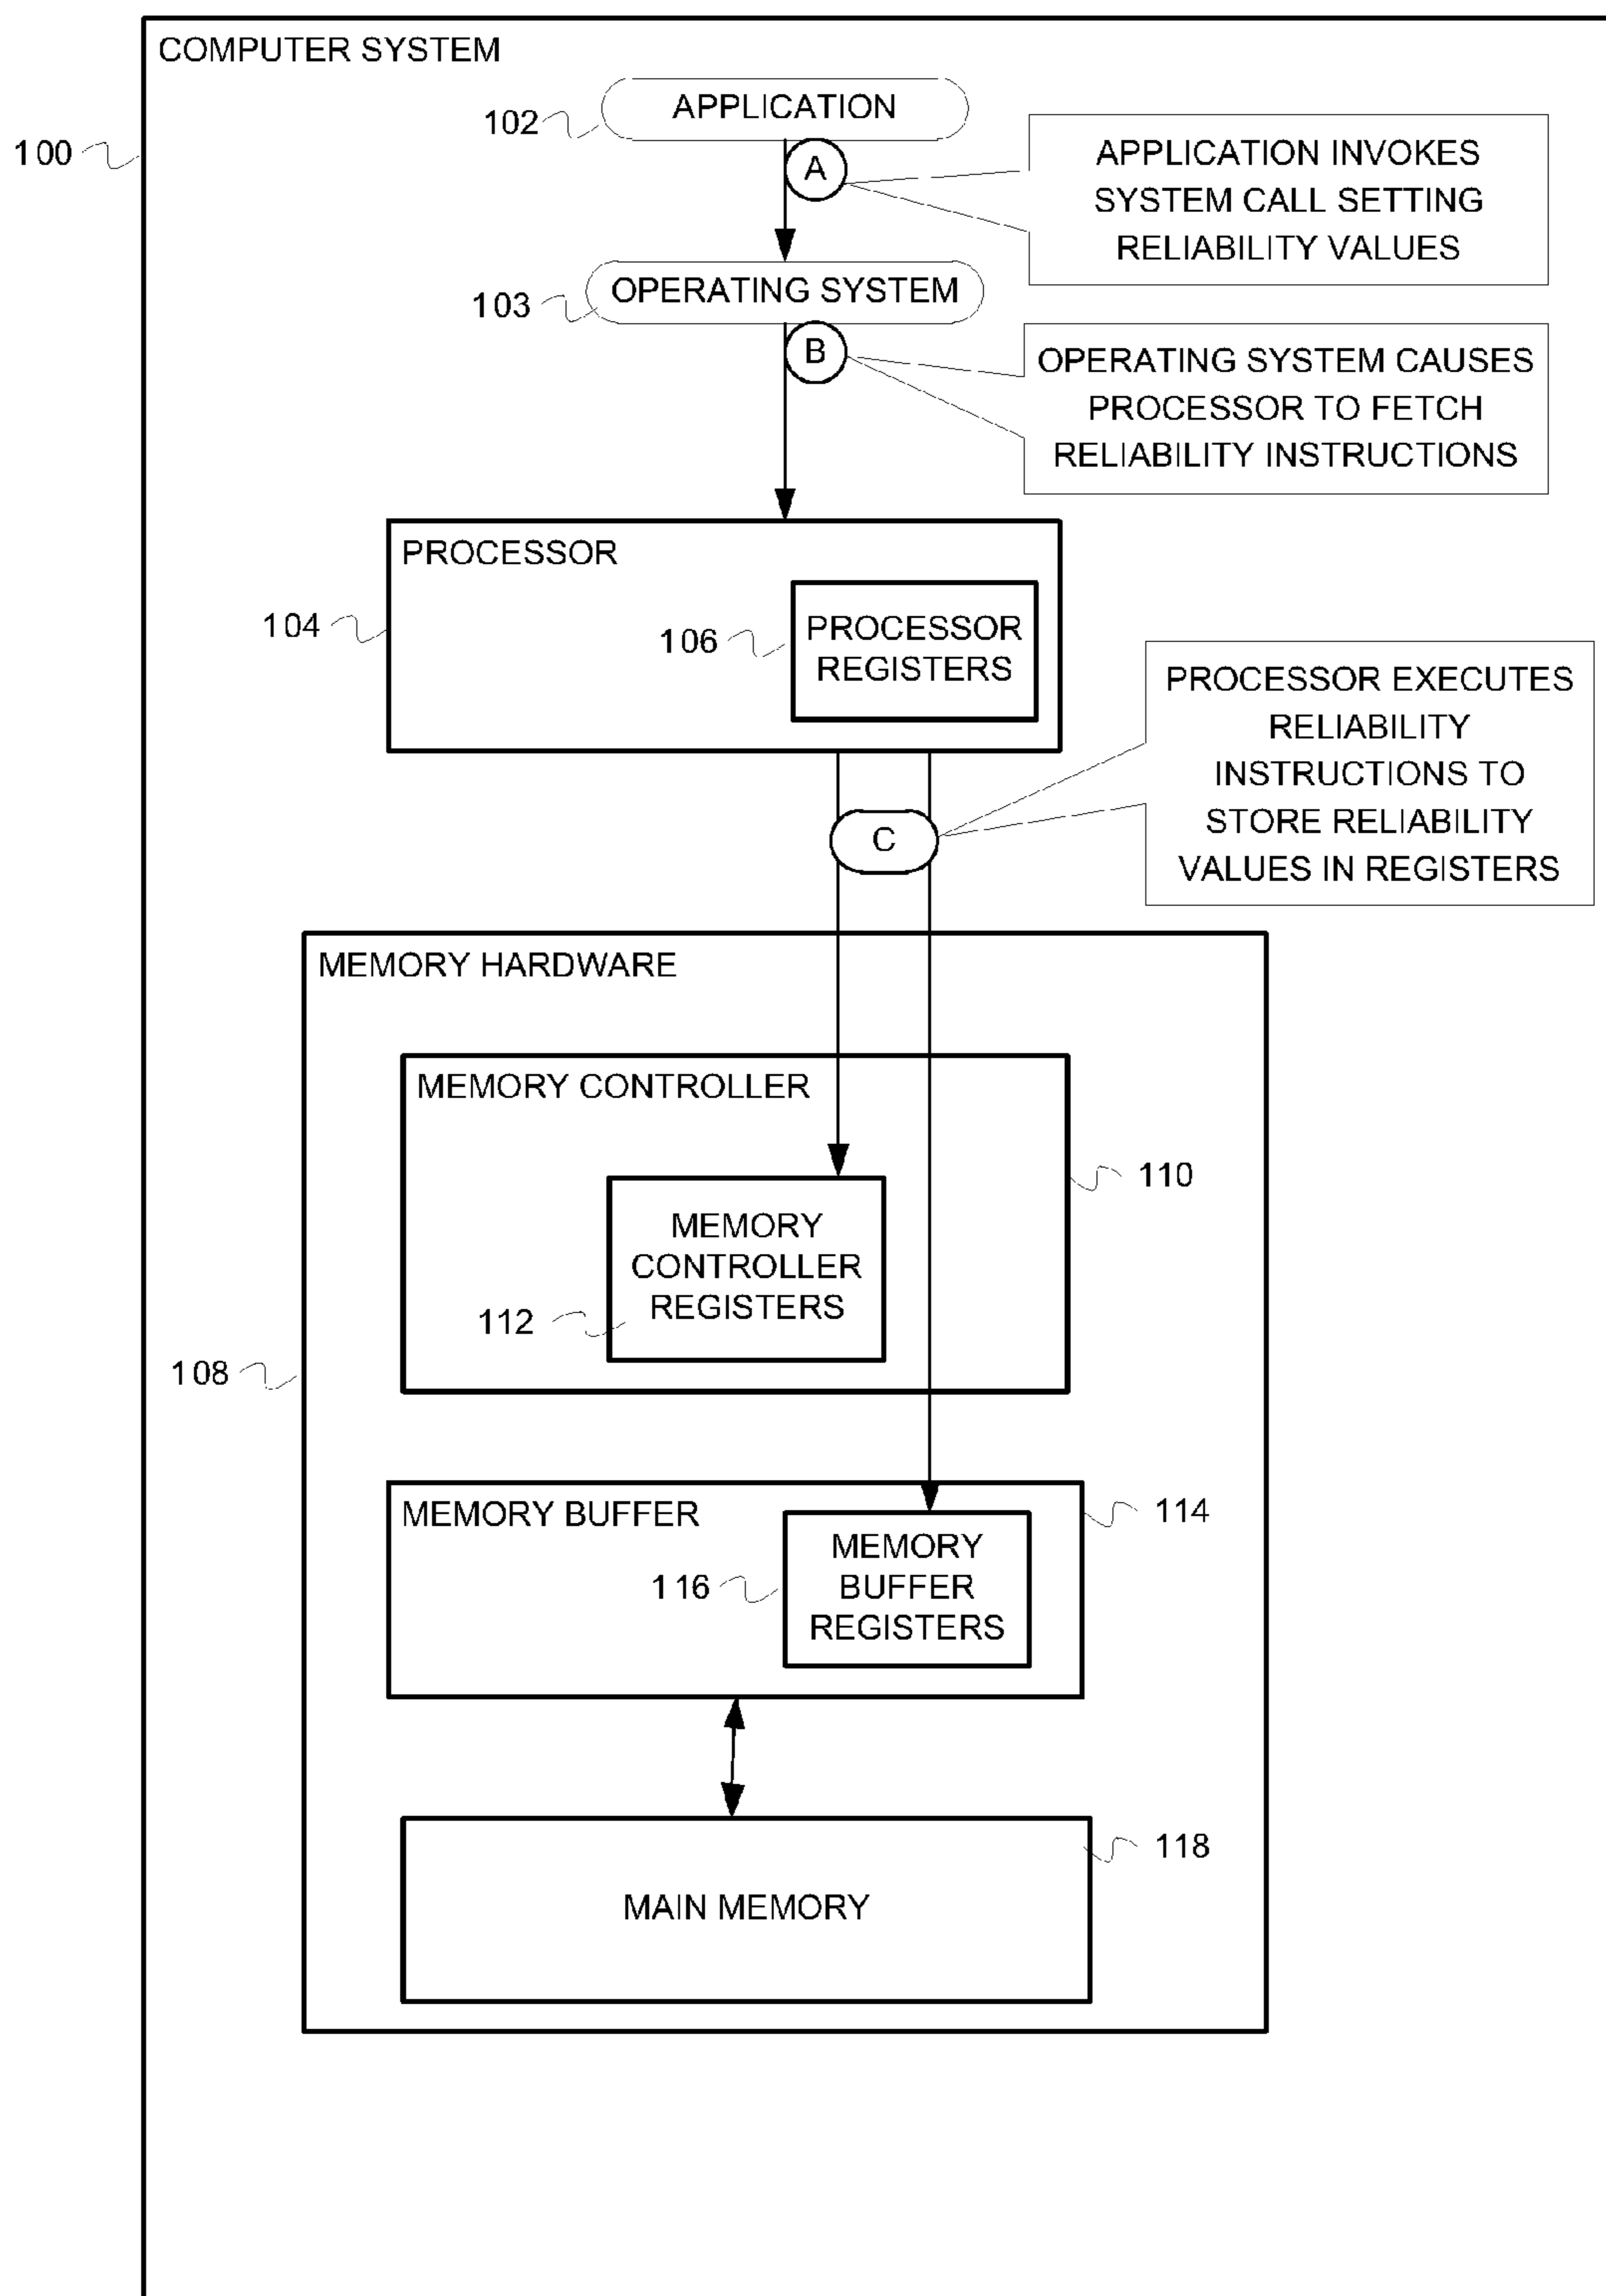 COMPUTER SYSTEM
100
102
APPLICATION
A
APPLICATION INVOKES
SYSTEM CALL SETTING
RELIABILITY VALUES
103
OPERATING SYSTEM
B
OPERATING SYSTEM CAUSES
PROCESSOR TO FETCH
RELIABILITY INSTRUCTIONS
PROCESSOR
104
106
PROCESSOR
REGISTERS
PROCESSOR EXECUTES
RELIABILITY
INSTRUCTIONS TO
STORE RELIABILITY
VALUES IN REGISTERS
C
MEMORY HARDWARE
108
MEMORY CONTROLLER
110
MEMORY
CONTROLLER
REGISTERS
112
MEMORY BUFFER
114
116
MEMORY
BUFFER
REGISTERS
118
MAIN MEMORY